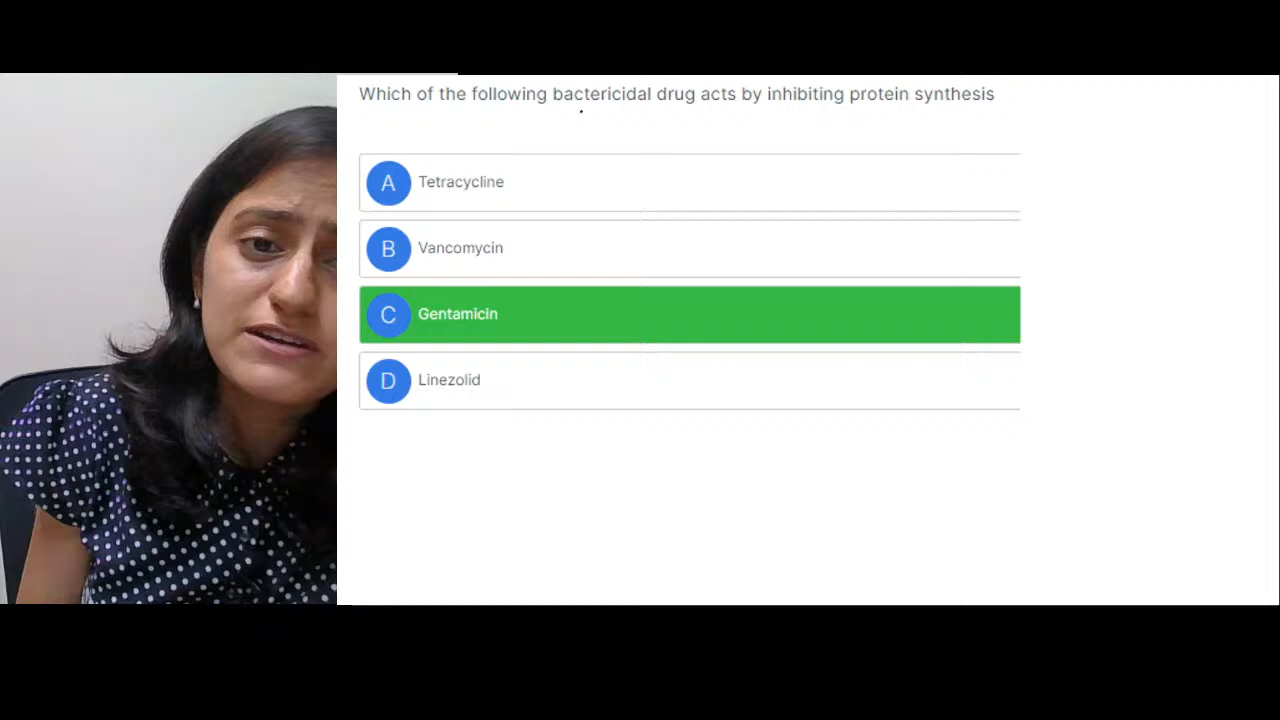 Which of the following bactericidal drug acts by inhibiting protein synthesis
A Tetracycline
B Vancomycin
C Gentamicin
D Linezolid